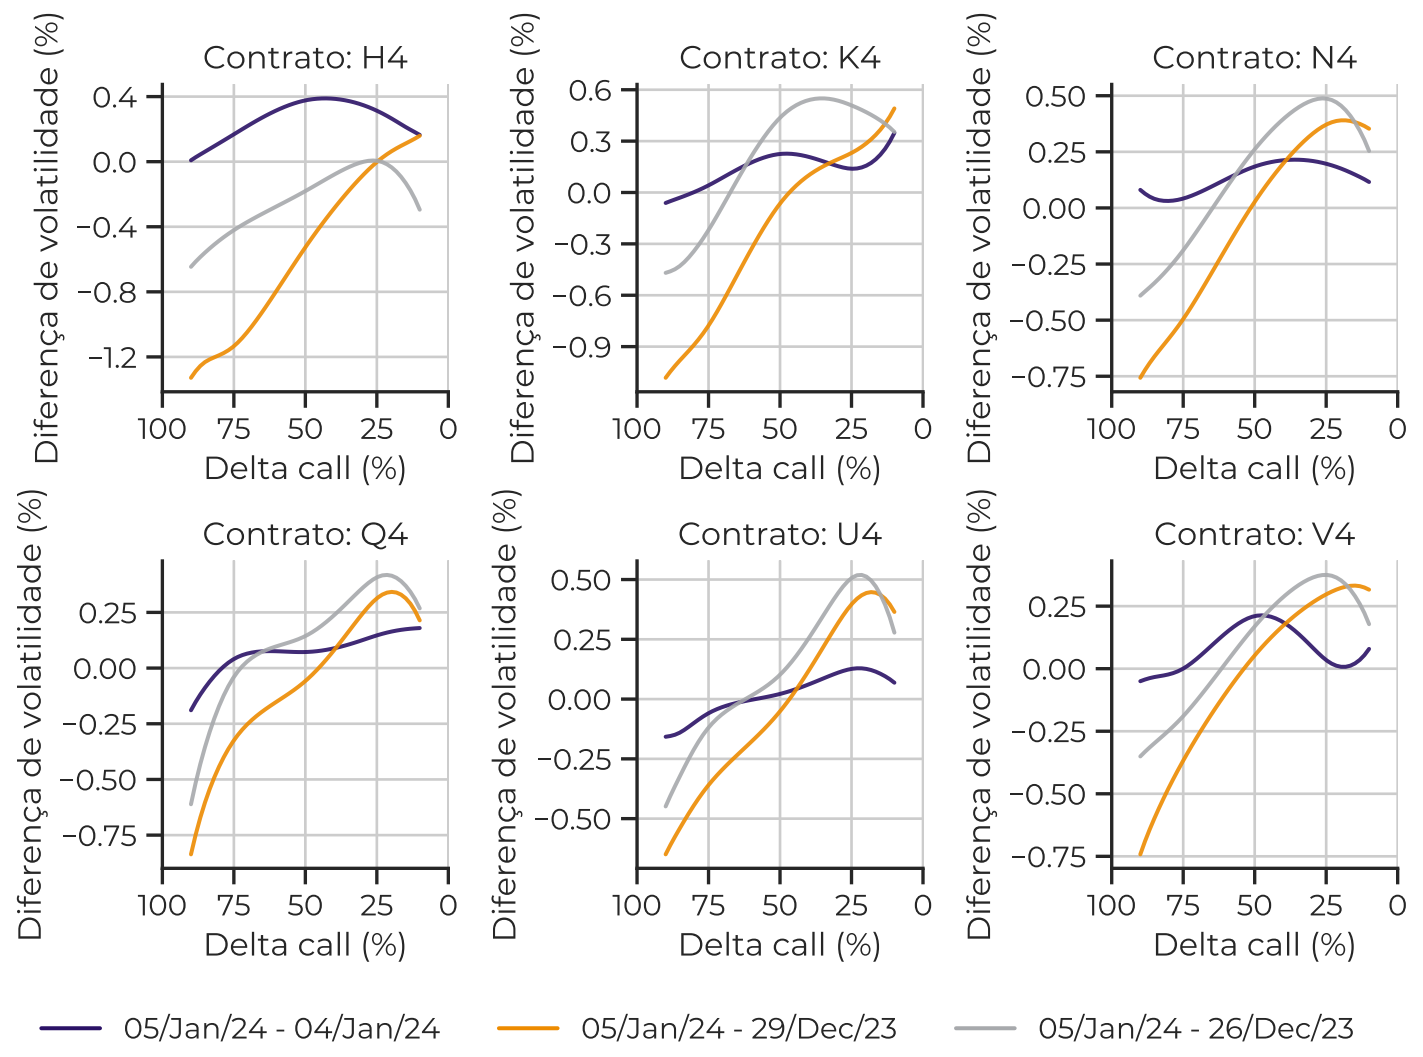 Contrato: H4
Diferença de volatilidade (%)
0.4
0.0
−0.4
−0.8
−1.2
100 75 50 25 0
Delta call (%)
Contrato: K4
Diferença de volatilidade (%)
0.6
0.3
0.0
−0.3
−0.6
−0.9
100 75 50 25 0
Delta call (%)
Contrato: N4
Diferença de volatilidade (%)
0.50
0.25
0.00
−0.25
−0.50
−0.75
100 75 50 25 0
Delta call (%)
Contrato: Q4
Diferença de volatilidade (%)
0.25
0.00
−0.25
−0.50
−0.75
100 75 50 25 0
Delta call (%)
Contrato: U4
Diferença de volatilidade (%)
0.50
0.25
0.00
−0.25
−0.50
100 75 50 25 0
Delta call (%)
Contrato: V4
Diferença de volatilidade (%)
0.25
0.00
−0.25
−0.50
−0.75
100 75 50 25 0
Delta call (%)
05/Jan/24 - 04/Jan/24
05/Jan/24 - 29/Dec/23
05/Jan/24 - 26/Dec/23